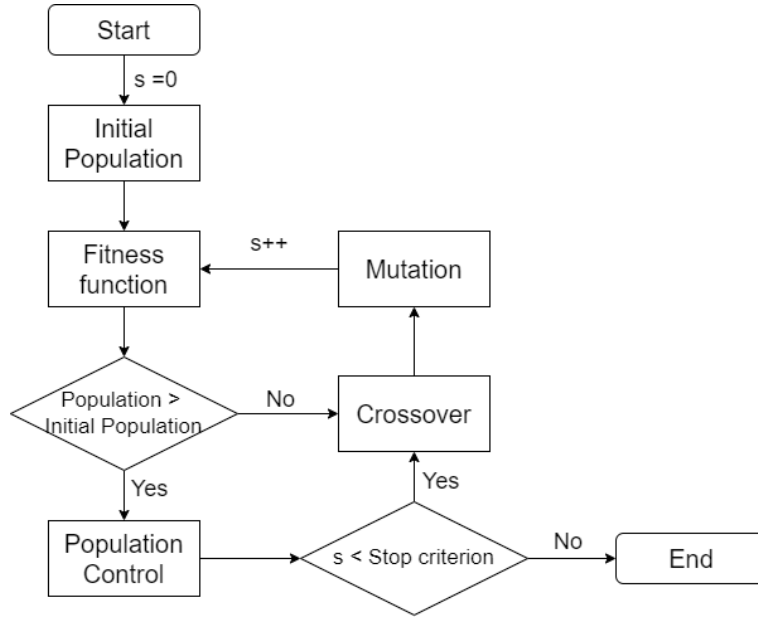 Start
s =0
Initial
Population
Fitness
function
s++
Mutation
Population >
Initial Population
No
Crossover
Yes
Yes
Population
Control
s < Stop criterion
No
End